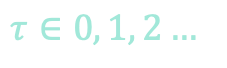 τ ∈ 0, 1, 2 ...